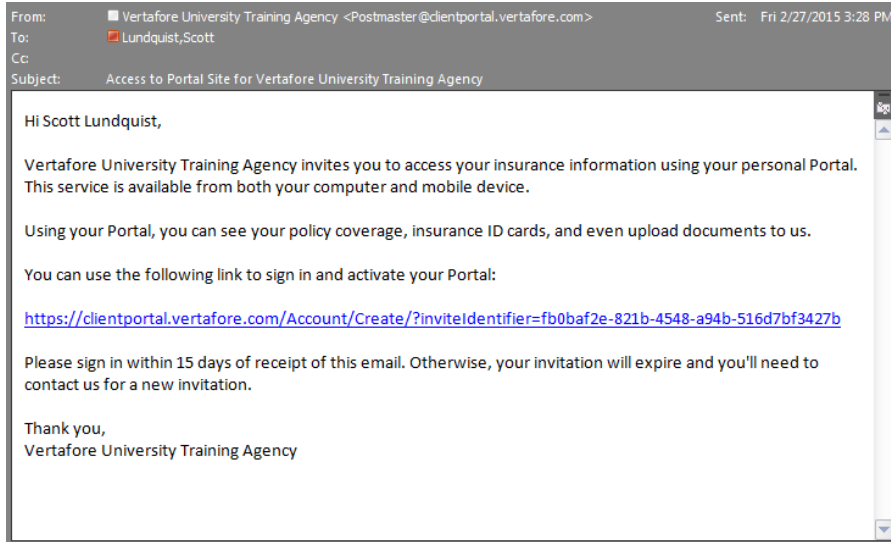 From: Vertafore University Training Agency <Postmaster@clientportal.vertafore.com> Sent: Fri 2/27/2015 3:28 PM
To: Lundquist,Scott
Cc:
Subject: Access to Portal Site for Vertafore University Training Agency
Hi Scott Lundquist,
Vertafore University Training Agency invites you to access your insurance information using your personal Portal.
This service is available from both your computer and mobile device.
Using your Portal, you can see your policy coverage, insurance ID cards, and even upload documents to us.
You can use the following link to sign in and activate your Portal:
https://clientportal.vertafore.com/Account/Create/?inviteIdentifier=fb0baf2e-821b-4548-a94b-516d7bf3427b
Please sign in within 15 days of receipt of this email. Otherwise, your invitation will expire and you'll need to
contact us for a new invitation.
Thank you,
Vertafore University Training Agency